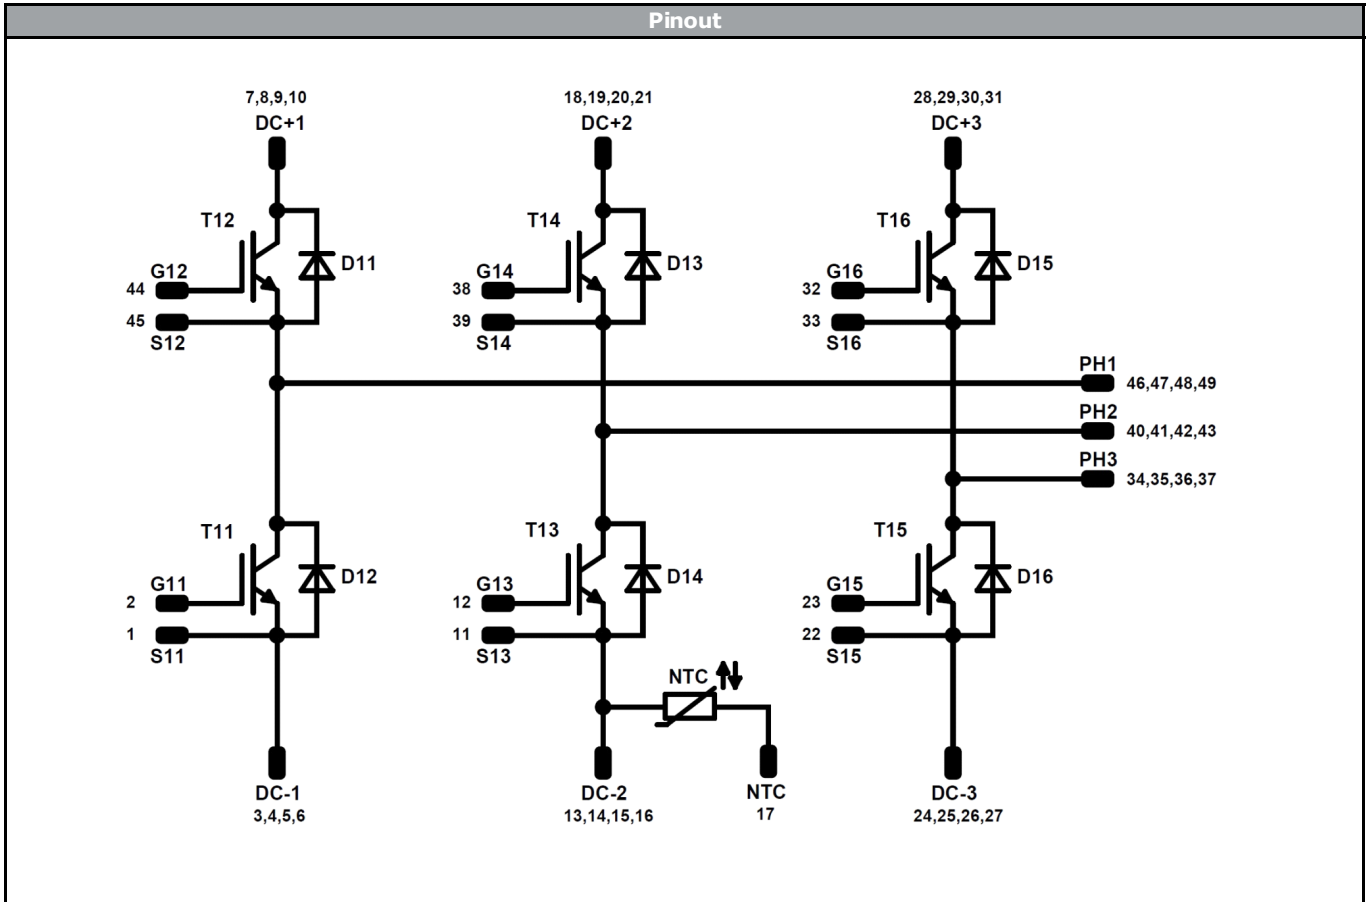 Pinout
7,8,9,10
DC+1
18,19,20,21
DC+2
28,29,30,31
DC+3
T12
D11
G12
44
45
S12
T14
D13
G14
38
39
S14
T16
D15
G16
32
33
S16
PH1
46,47,48,49
PH2
40,41,42,43
PH3
34,35,36,37
T11
D12
G11
2
1
S11
T13
D14
G13
12
11
S13
T15
D16
G15
23
22
S15
NTC
DC-1
3,4,5,6
DC-2
13,14,15,16
NTC
17
DC-3
24,25,26,27